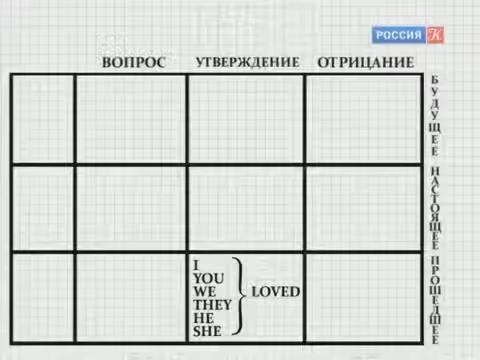 РОССИЯ К
ВОПРОС УТВЕРЖДЕНИЕ ОТРИЦАНИЕ
БУДУЩЕЕ
НАСТОЯЩЕЕ
I
YOU
WE
THEY
HE
SHE
LOVED
ПРОШЕДШЕЕ